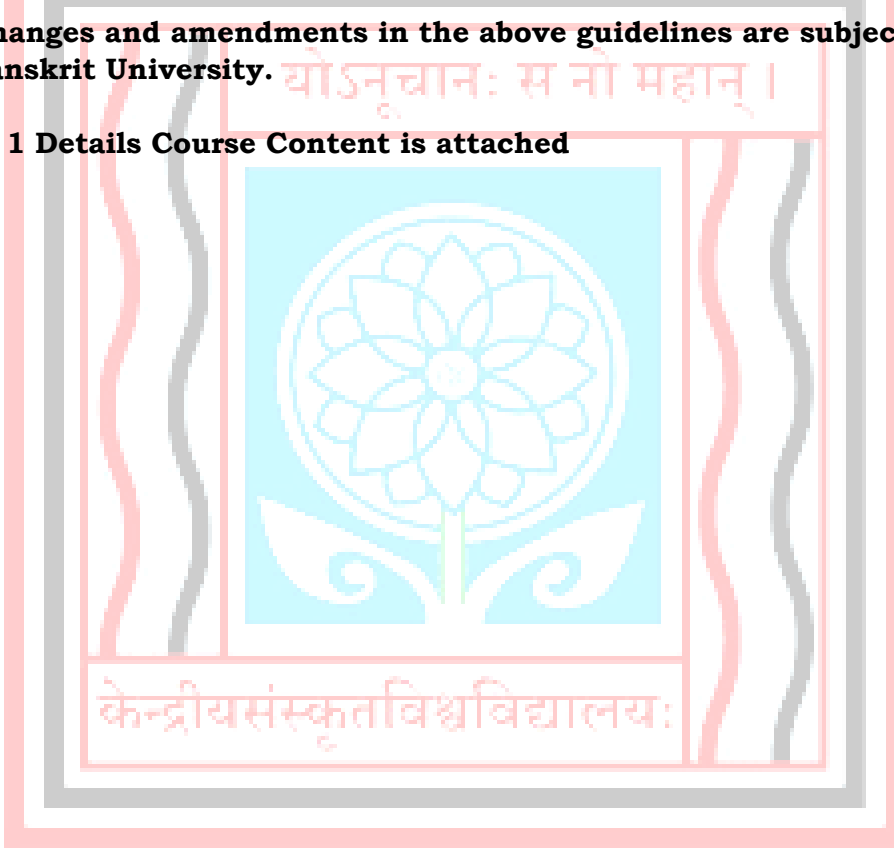 hanges and amendments in the above guidelines are subjec
anskrit University.
योऽनूचानः स नो महान् ।
1 Details Course Content is attached
केन्द्रीयसंस्कृतविश्वविद्यालयः